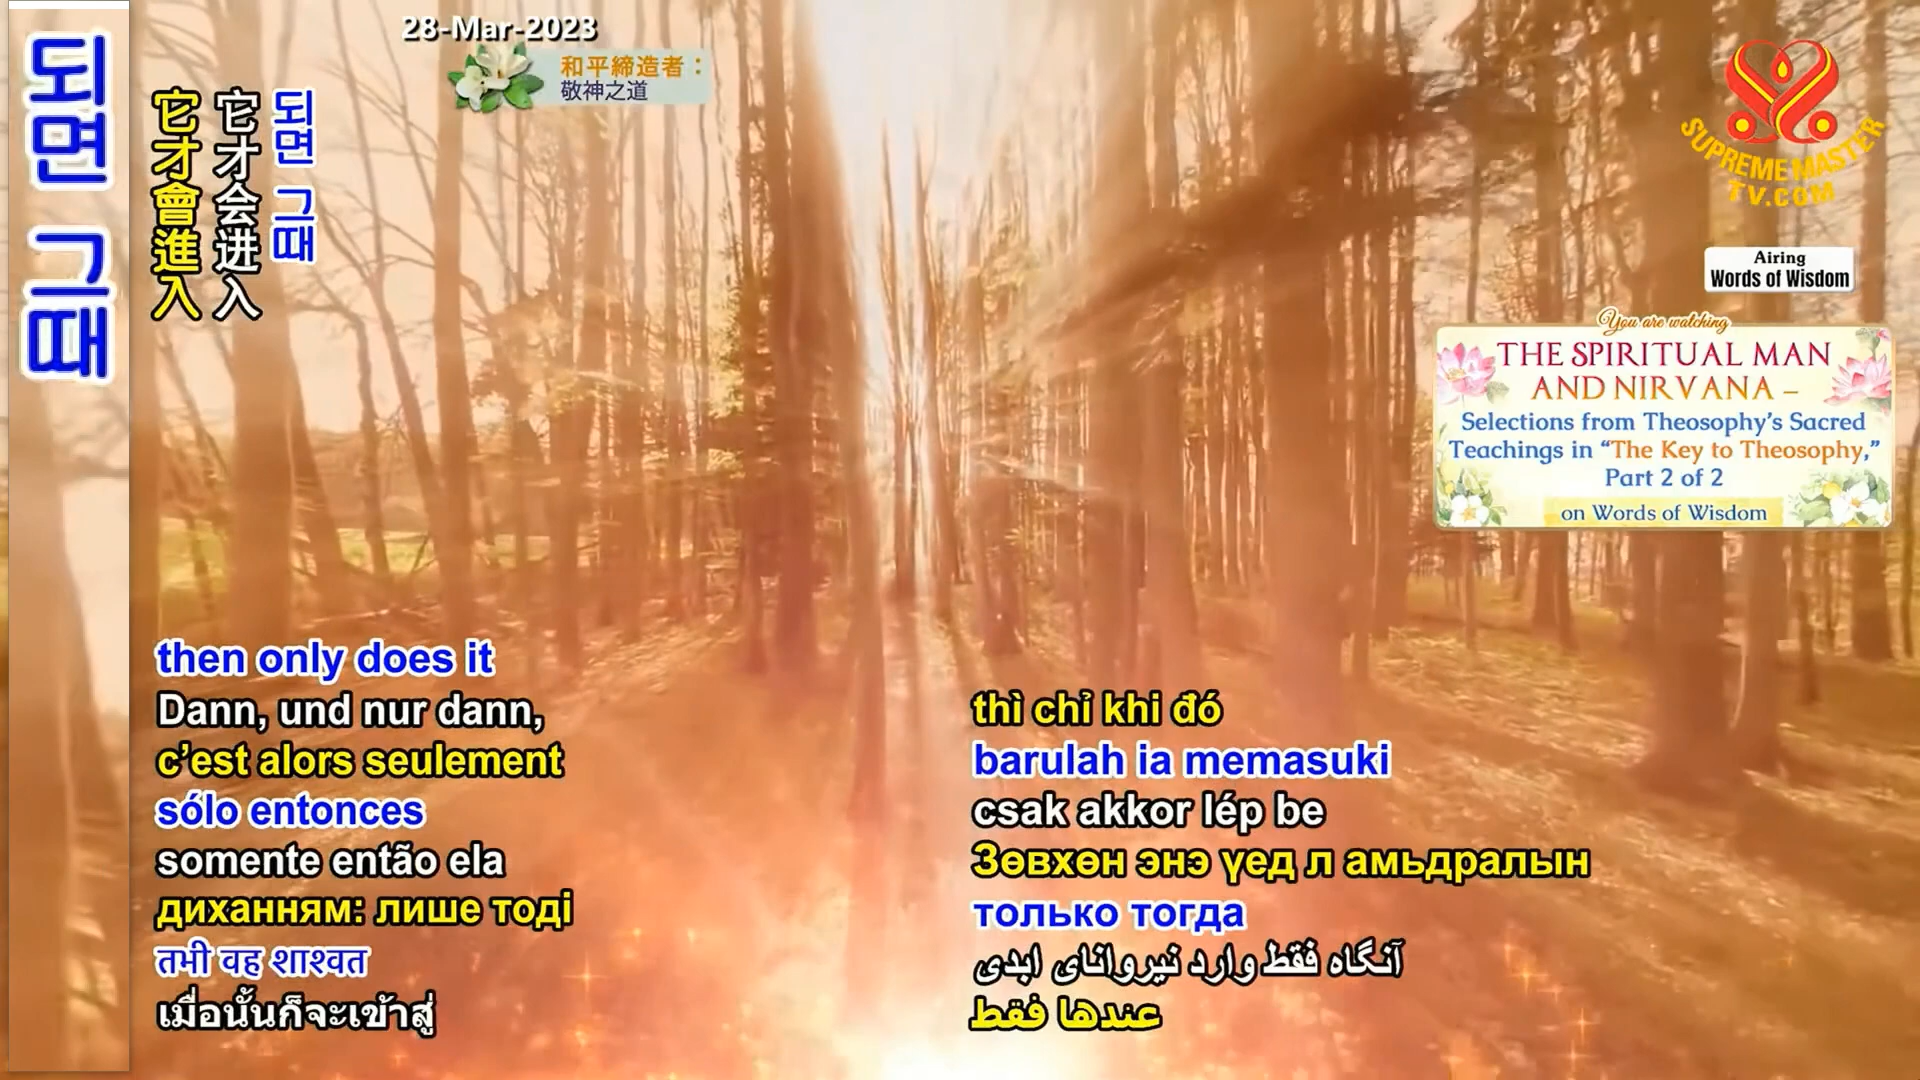 되면 그때
28-Mar-2023
和平締造者：
敬神之道
它才會進入
它才会进入
되면 그때
SUPREME MASTER
TV.COM
Airing
Words of Wisdom
You are watching
THE SPIRITUAL MAN
AND NIRVANA –
Selections from Theosophy’s Sacred
Teachings in “The Key to Theosophy,”
Part 2 of 2
on Words of Wisdom
then only does it
Dann, und nur dann,
c’est alors seulement
sólo entonces
somente então ela
диханням: лише тоді
तभी वह शाश्वत
เมื่อนั้นก็จะเข้าสู่
thì chỉ khi đó
barulah ia memasuki
csak akkor lép be
Зөвхөн энэ үед л амьдралын
только тогда
آنگاه فقط وارد نیروانای ابدی
عندها فقط